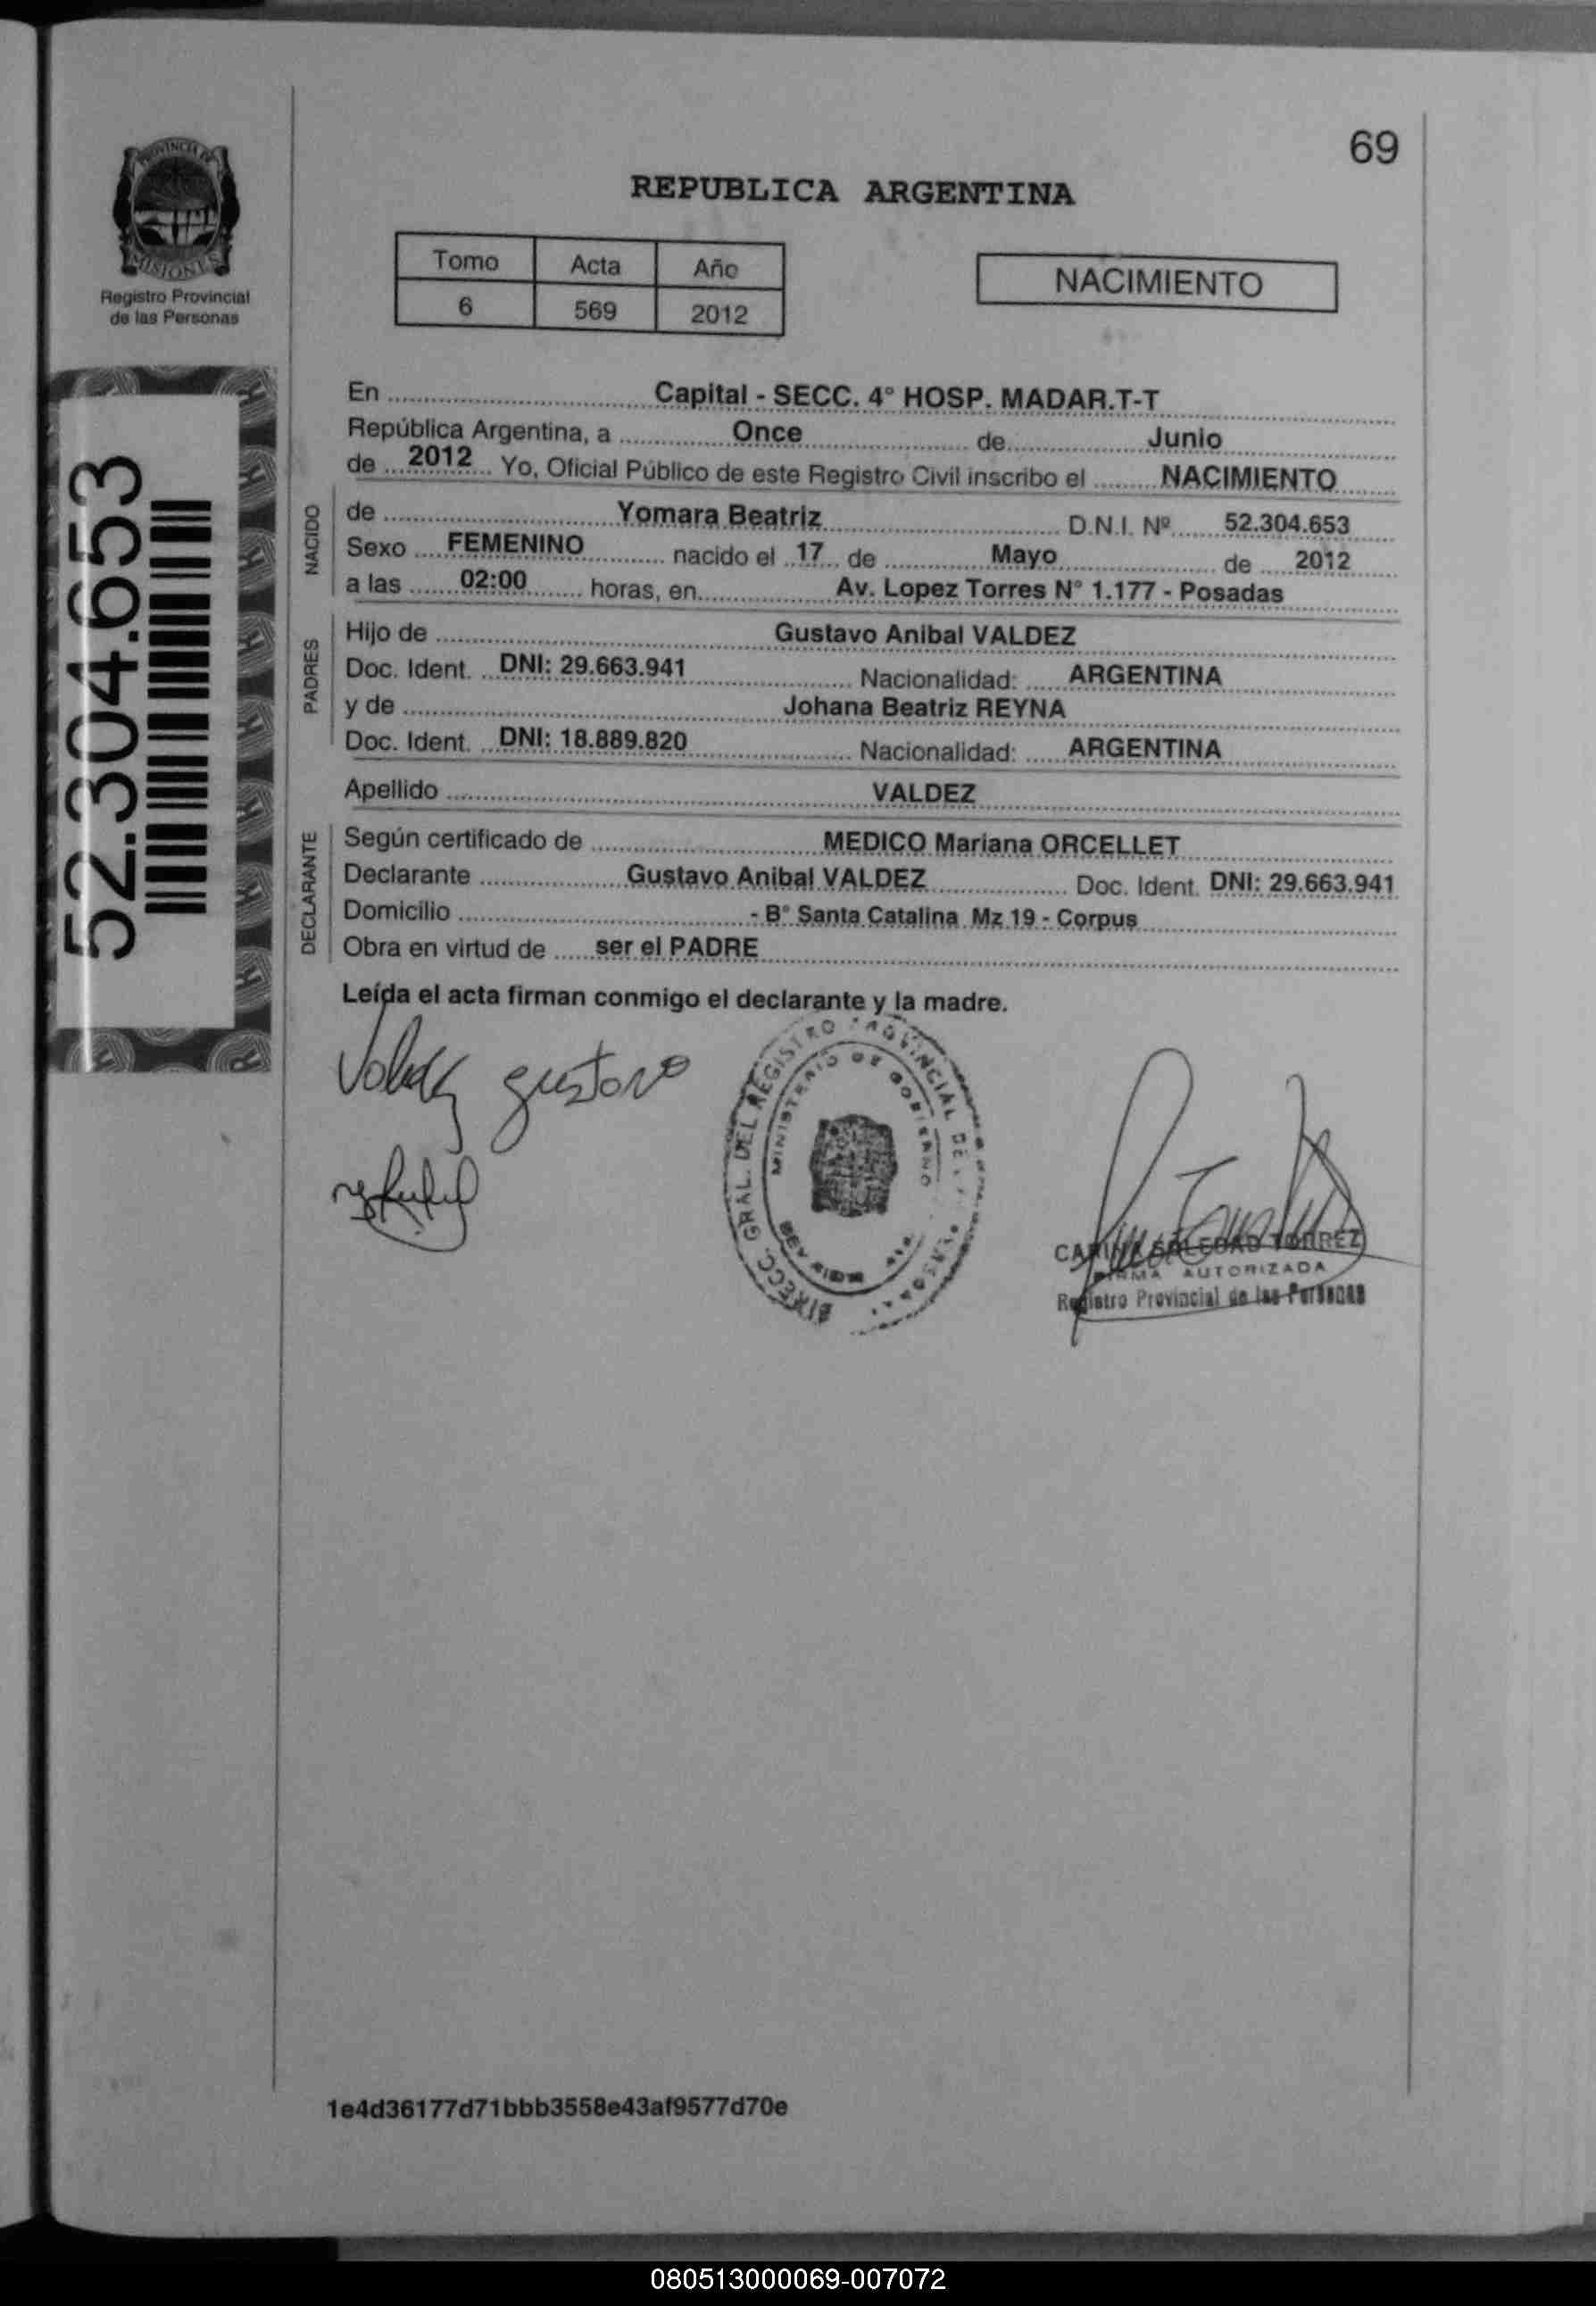 69
PROVINCIA DE
MISIONES
Registro Provincial
de las Personas
REPUBLICA ARGENTINA
Tomo Acta Año
6 569 2012
NACIMIENTO
52.304.653
En ........ Capital - SECC. 4° HOSP. MADAR.T-T
República Argentina, a ........ Once ........ de ........ Junio
de .... 2012 ... Yo, Oficial Público de este Registro Civil inscribo el ........ NACIMIENTO
NACIDO
de ........ Yomara Beatriz ........ D.N.I. Nº ........ 52.304.653
Sexo .... FEMENINO ........ nacido el .. 17 ... de ........ Mayo ........ de ..... 2012
a las ....... 02:00 ........ horas, en ........ Av. Lopez Torres N° 1.177 - Posadas
PADRES
Hijo de ........ Gustavo Anibal VALDEZ
Doc. Ident. ... DNI: 29.663.941 ........ Nacionalidad: ...... ARGENTINA
y de ........ Johana Beatriz REYNA
Doc. Ident. ... DNI: 18.889.820 ........ Nacionalidad: ...... ARGENTINA
Apellido ........ VALDEZ
DECLARANTE
Según certificado de ........ MEDICO Mariana ORCELLET
Declarante ........ Gustavo Anibal VALDEZ ........ Doc. Ident. DNI: 29.663.941
Domicilio ........ - B° Santa Catalina Mz 19 - Corpus
Obra en virtud de ...... ser el PADRE
Leída el acta firman conmigo el declarante y la madre.
Valdez gustavo
DIRECC. GRAL. DEL REGISTRO PROVINCIAL DE
MINISTERIO DE GOBIERNO
CARINA SOLEDAD TORREZ
FIRMA AUTORIZADA
Registro Provincial de las Personas
1e4d36177d71bbb3558e43af9577d70e
080513000069-007072